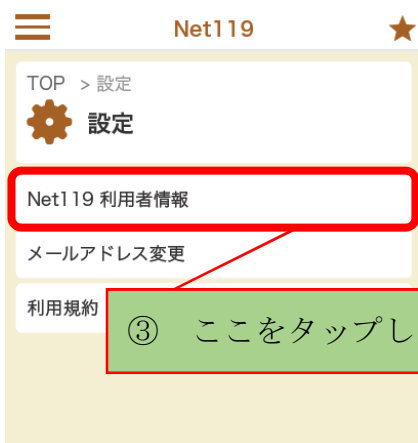 Net119
TOP > 設定
設定
Net119 利用者情報
メールアドレス変更
利用規約
③ ここをタップし